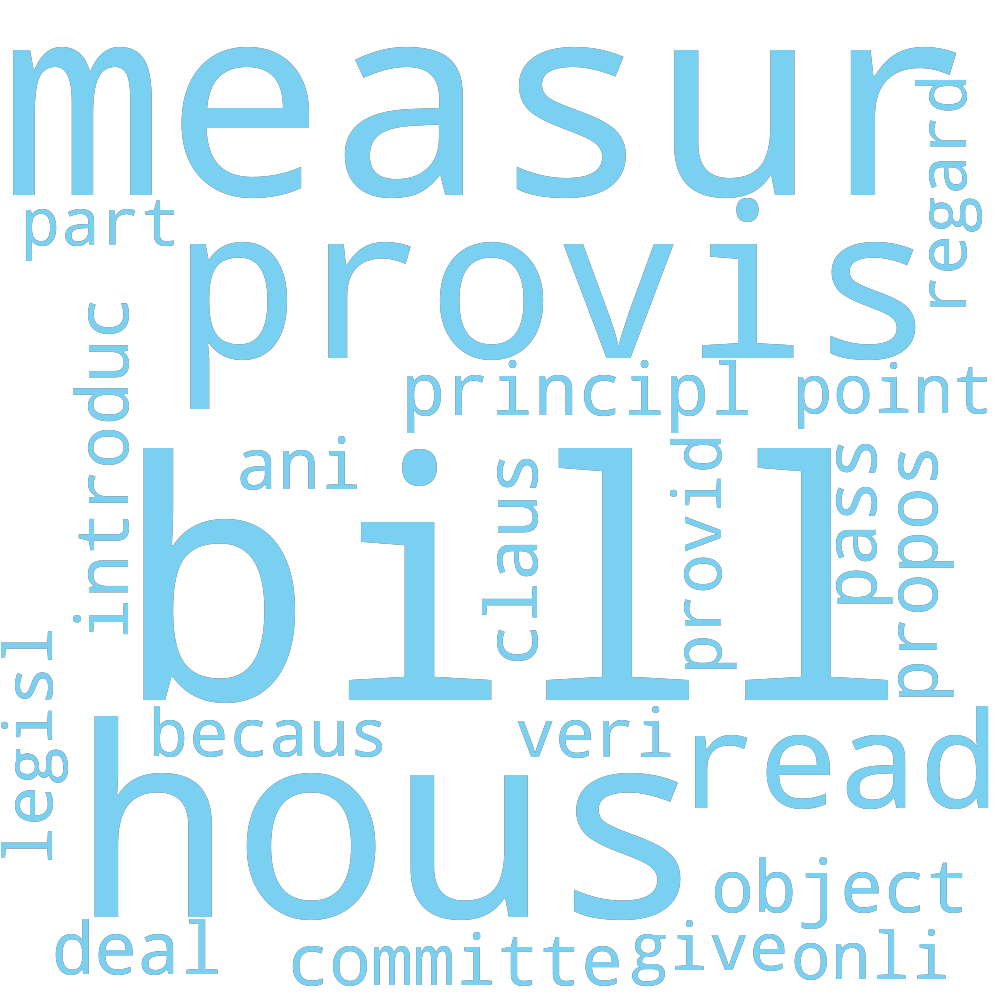 measur
regard
part
provis
introduc
principl
point
ani
bill
claus
provid
pass
propos
legisl
becaus
veri
read
hous
object
deal
committe
give
onli